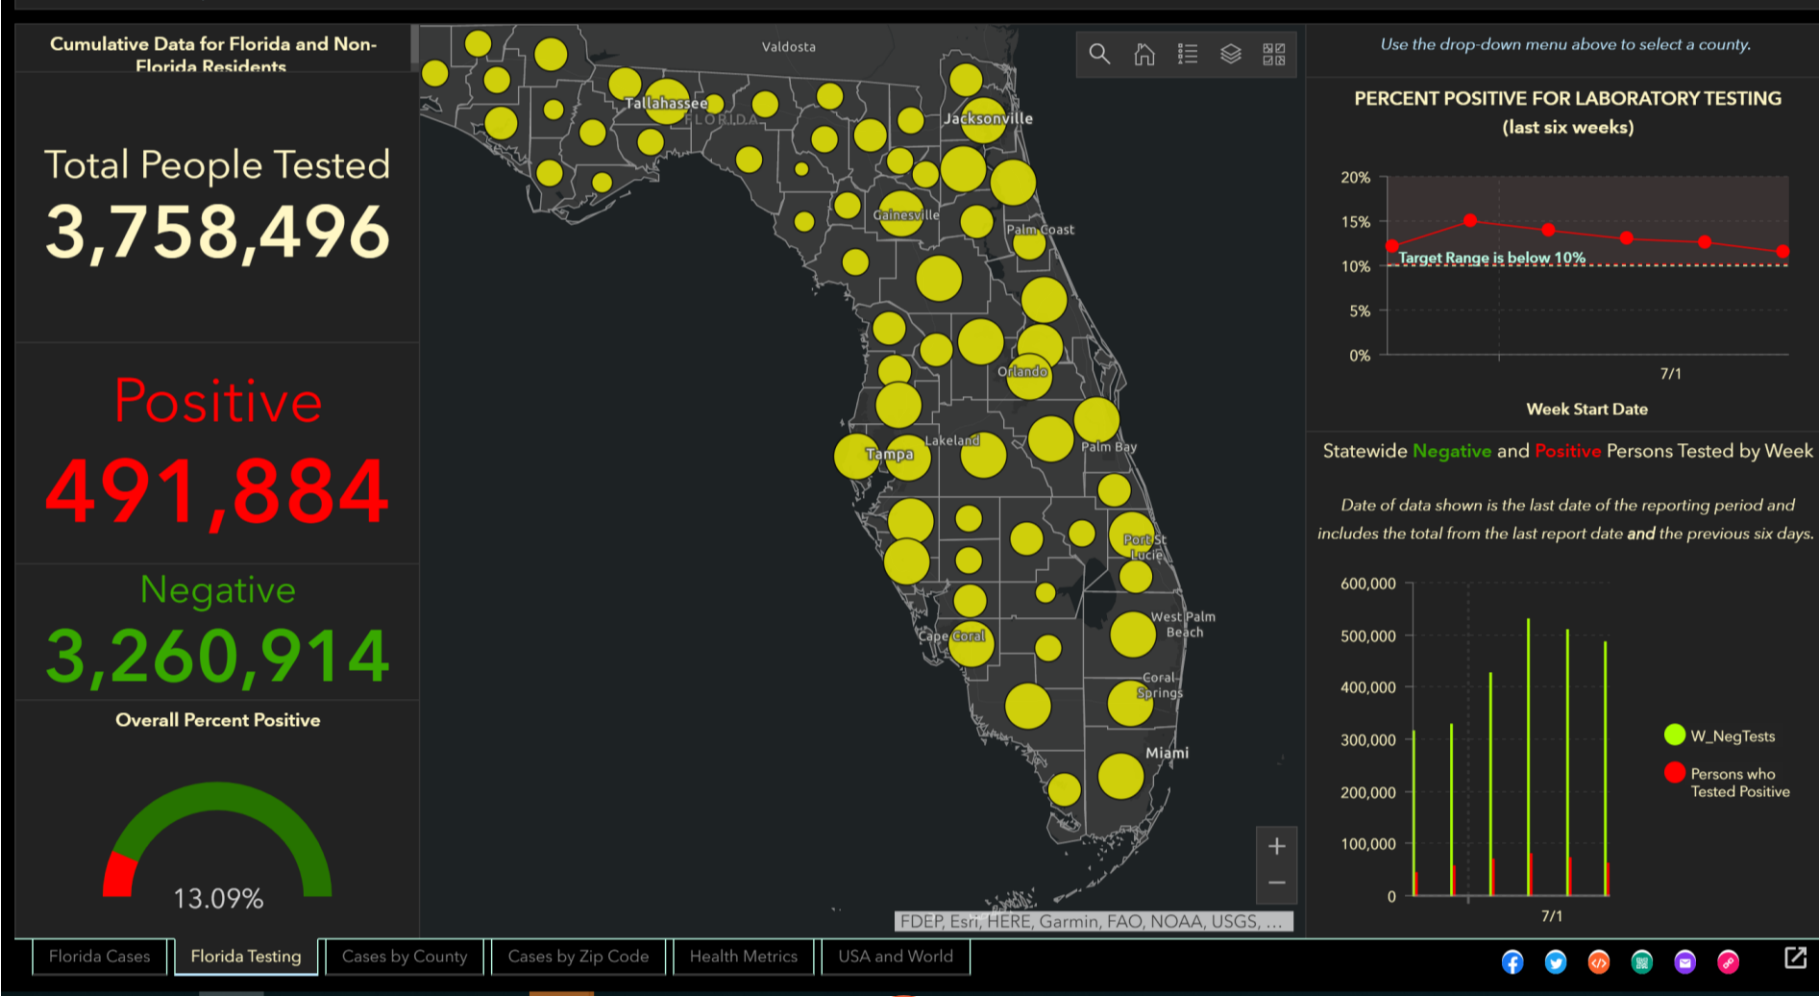 Cumulative Data for Florida and Non-
Florida Residents
Total People Tested
3,758,496
Positive
491,884
Negative
3,260,914
Overall Percent Positive
13.09%
Valdosta
Tallahassee
FLORIDA
Jacksonville
Gainesville
Palm Coast
Orlando
Lakeland
Tampa
Palm Bay
Port St
Lucie
West Palm
Beach
Cape Coral
Coral
Springs
Miami
+
−
FDEP, Esri, HERE, Garmin, FAO, NOAA, USGS, ...
Use the drop-down menu above to select a county.
PERCENT POSITIVE FOR LABORATORY TESTING
(last six weeks)
20%
15%
10%
5%
0%
Target Range is below 10%
7/1
Week Start Date
Statewide Negative and Positive Persons Tested by Week
Date of data shown is the last date of the reporting period and
includes the total from the last report date and the previous six days.
600,000
500,000
400,000
300,000
200,000
100,000
0
7/1
W_NegTests
Persons who
Tested Positive
Florida Cases
Florida Testing
Cases by County
Cases by Zip Code
Health Metrics
USA and World